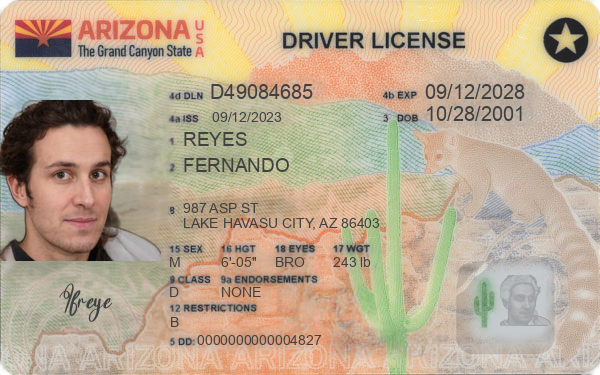 ARIZONA USA
The Grand Canyon State
DRIVER LICENSE
4d DLN D49084685 4b EXP 09/12/2028
4a ISS 09/12/2023 3 DOB 10/28/2001
1 REYES
2 FERNANDO
8 987 ASP ST
LAKE HAVASU CITY, AZ 86403
15 SEX 16 HGT 18 EYES 17 WGT
M 6'-05" BRO 243 lb
9 CLASS 9a ENDORSEMENTS
D NONE
12 RESTRICTIONS
B
5 DD: 0000000000004827
Ifreye
ARIZONA ARIZONA ARIZONA ARIZONA